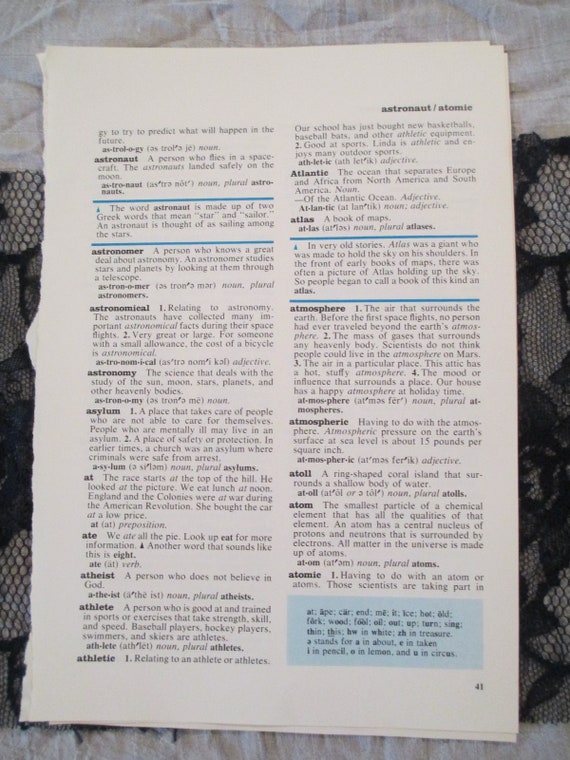 astronaut / atomic
gy to try to predict what will happen in the
future.
as·trol·o·gy (əs trol′ə jē) noun.
astronaut A person who flies in a space-
craft. The astronauts landed safely on the
moon.
as·tro·naut (as′trə nôt′) noun, plural astro-
nauts.
▲ The word astronaut is made up of two
Greek words that mean "star" and "sailor."
An astronaut is thought of as sailing among
the stars.
astronomer A person who knows a great
deal about astronomy. An astronomer studies
stars and planets by looking at them through
a telescope.
as·tron·o·mer (əs tron′ə mər) noun, plural
astronomers.
astronomical 1. Relating to astronomy.
The astronauts have collected many im-
portant astronomical facts during their space
flights. 2. Very great or large. For someone
with a small allowance, the cost of a bicycle
is astronomical.
as·tro·nom·i·cal (as′trə nom′i kəl) adjective.
astronomy The science that deals with the
study of the sun, moon, stars, planets, and
other heavenly bodies.
as·tron·o·my (əs tron′ə mē) noun.
asylum 1. A place that takes care of people
who are not able to care for themselves.
People who are mentally ill may live in an
asylum. 2. A place of safety or protection. In
earlier times, a church was an asylum where
criminals were safe from arrest.
a·sy·lum (ə sī′ləm) noun, plural asylums.
at The race starts at the top of the hill. He
looked at the picture. We eat lunch at noon.
England and the Colonies were at war during
the American Revolution. She bought the car
at a low price.
at (at) preposition.
ate We ate all the pie. Look up eat for more
information. ▲ Another word that sounds like
this is eight.
ate (āt) verb.
atheist A person who does not believe in
God.
a·the·ist (ā′thē ist) noun, plural atheists.
athlete A person who is good at and trained
in sports or exercises that take strength, skill,
and speed. Baseball players, hockey players,
swimmers, and skiers are athletes.
ath·lete (ath′lēt) noun, plural athletes.
athletic 1. Relating to an athlete or athletes.
Our school has just bought new basketballs,
baseball bats, and other athletic equipment.
2. Good at sports. Linda is athletic and en-
joys many outdoor sports.
ath·let·ic (ath let′ik) adjective.
Atlantic The ocean that separates Europe
and Africa from North America and South
America. Noun.
—Of the Atlantic Ocean. Adjective.
At·lan·tic (at lan′tik) noun; adjective.
atlas A book of maps.
at·las (at′ləs) noun, plural atlases.
▲ In very old stories, Atlas was a giant who
was made to hold the sky on his shoulders. In
the front of early books of maps, there was
often a picture of Atlas holding up the sky.
So people began to call a book of this kind an
atlas.
atmosphere 1. The air that surrounds the
earth. Before the first space flights, no person
had ever traveled beyond the earth's atmos-
phere. 2. The mass of gases that surrounds
any heavenly body. Scientists do not think
people could live in the atmosphere on Mars.
3. The air in a particular place. This attic has
a hot, stuffy atmosphere. 4. The mood or
influence that surrounds a place. Our house
has a happy atmosphere at holiday time.
at·mos·phere (at′məs fēr′) noun, plural at-
mospheres.
atmospheric Having to do with the atmos-
phere. Atmospheric pressure on the earth's
surface at sea level is about 15 pounds per
square inch.
at·mos·pher·ic (at′məs fer′ik) adjective.
atoll A ring-shaped coral island that sur-
rounds a shallow body of water.
at·oll (at′ôl or ə tôl′) noun, plural atolls.
atom The smallest particle of a chemical
element that has all the qualities of that
element. An atom has a central nucleus of
protons and neutrons that is surrounded by
electrons. All matter in the universe is made
up of atoms.
at·om (at′əm) noun, plural atoms.
atomic 1. Having to do with an atom or
atoms. Those scientists are taking part in
at; āpe; cär; end; mē; it; īce; hot; ōld;
fôrk; wood; fōōl; oil; out; up; turn; sing;
thin; this; hw in white; zh in treasure.
ə stands for a in about, e in taken
i in pencil, o in lemon, and u in circus.
41